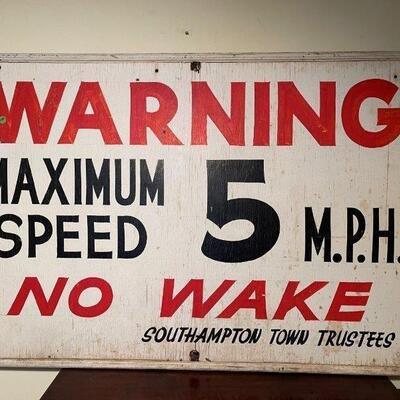 WARNING
MAXIMUM
SPEED 5 M.P.H.
NO WAKE
SOUTHAMPTON TOWN TRUSTEES